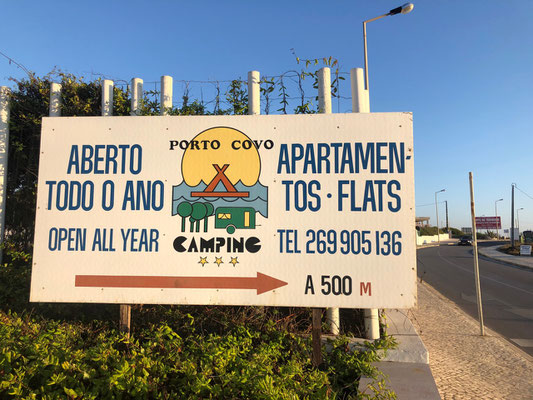 PORTO COVO
ABERTO
TODO O ANO
OPEN ALL YEAR
CAMPING
APARTAMEN-
TOS · FLATS
TEL 269 905 136
A 500 M